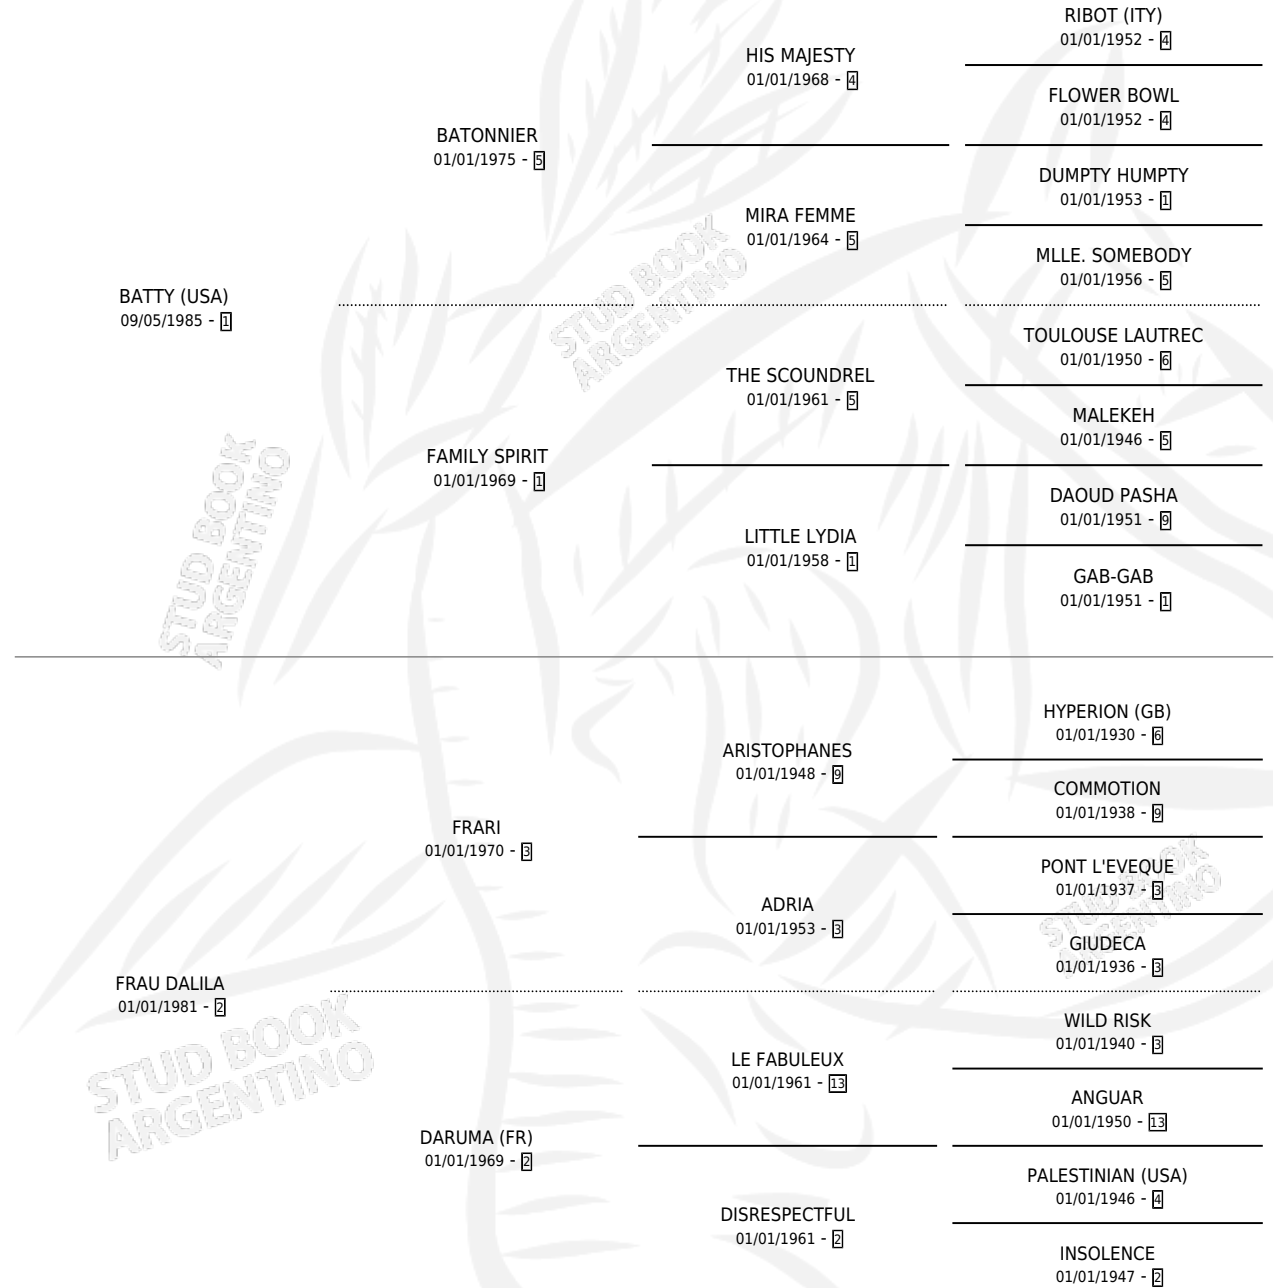 RIBOT (ITY)
01/01/1952 - 4
HIS MAJESTY
01/01/1968 - 4
FLOWER BOWL
01/01/1952 - 4
BATONNIER
01/01/1975 - 5
DUMPTY HUMPTY
01/01/1953 - 1
MIRA FEMME
01/01/1964 - 5
MLLE. SOMEBODY
01/01/1956 - 5
BATTY (USA)
09/05/1985 - 1
TOULOUSE LAUTREC
01/01/1950 - 6
THE SCOUNDREL
01/01/1961 - 5
MALEKEH
01/01/1946 - 5
FAMILY SPIRIT
01/01/1969 - 1
DAOUD PASHA
01/01/1951 - 9
LITTLE LYDIA
01/01/1958 - 1
GAB-GAB
01/01/1951 - 1
HYPERION (GB)
01/01/1930 - 6
ARISTOPHANES
01/01/1948 - 9
COMMOTION
01/01/1938 - 9
FRARI
01/01/1970 - 3
PONT L'EVEQUE
01/01/1937 - 3
ADRIA
01/01/1953 - 3
GIUDECA
01/01/1936 - 3
FRAU DALILA
01/01/1981 - 2
WILD RISK
01/01/1940 - 3
LE FABULEUX
01/01/1961 - 13
ANGUAR
01/01/1950 - 13
DARUMA (FR)
01/01/1969 - 2
PALESTINIAN (USA)
01/01/1946 - 4
DISRESPECTFUL
01/01/1961 - 2
INSOLENCE
01/01/1947 - 2
STUD BOOK
ARGENTINO
STUD BOOK
ARGENTINO
STUD BOOK
ARGENTINO
STUD BOOK
ARGENTINO